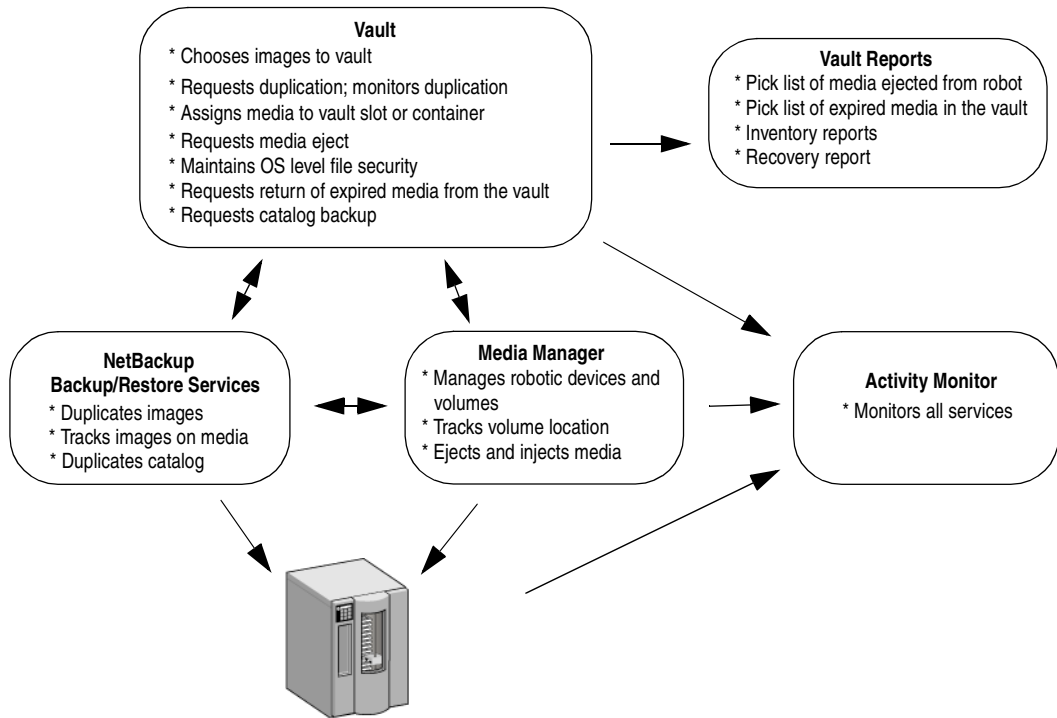 Vault
* Chooses images to vault
* Requests duplication; monitors duplication
* Assigns media to vault slot or container
* Requests media eject
* Maintains OS level file security
* Requests return of expired media from the vault
* Requests catalog backup
Vault Reports
* Pick list of media ejected from robot
* Pick list of expired media in the vault
* Inventory reports
* Recovery report
NetBackup
Backup/Restore Services
* Duplicates images
* Tracks images on media
* Duplicates catalog
Media Manager
* Manages robotic devices and
volumes
* Tracks volume location
* Ejects and injects media
Activity Monitor
* Monitors all services